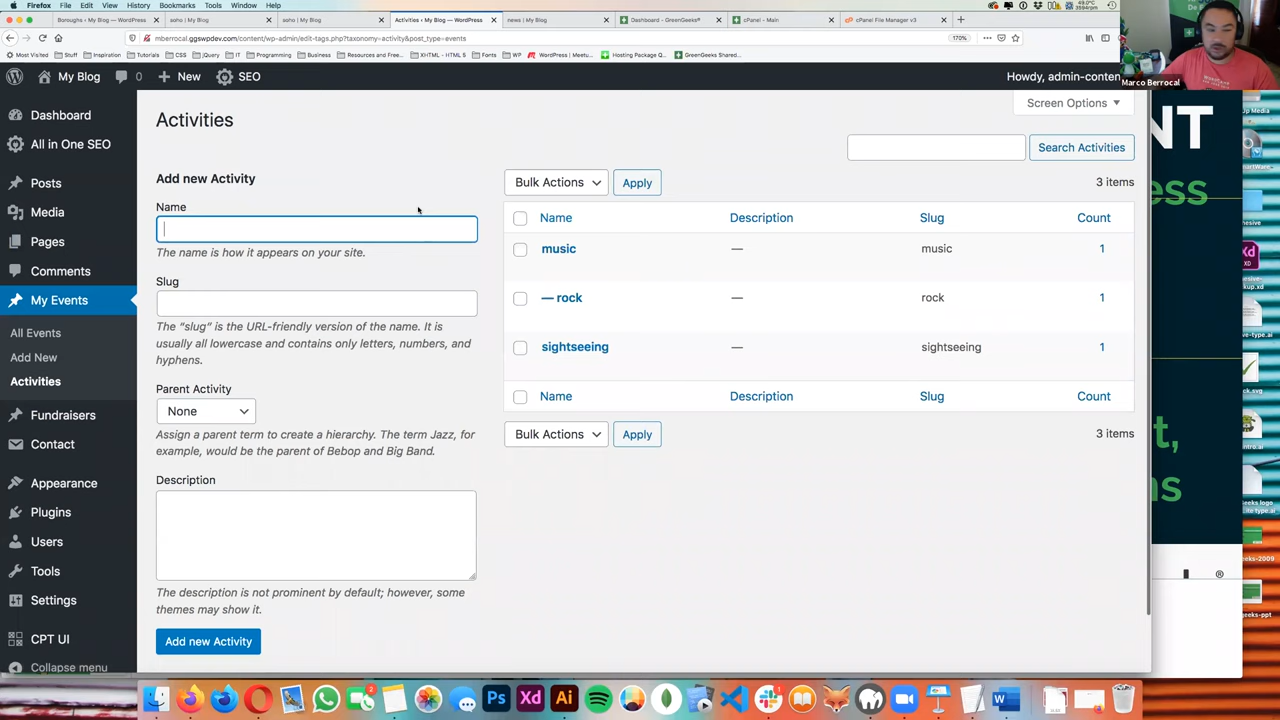 Firefox File Edit View History Bookmarks Tools Window Help
Boroughs ‹ My Blog — WordPress
soho | My Blog
soho | My Blog
Activities ‹ My Blog — WordPress
news | My Blog
Dashboard - GreenGeeks®
cPanel - Main
cPanel File Manager v3
mberrocal.ggswpdev.com/content/wp-admin/edit-tags.php?taxonomy=activity&post_type=events
170%
Most Visited Stuff Inspiration Tutorials CSS jQuery IT Programming Business Resources and Free... XHTML - HTML 5 Fonts WP WordPress | Meetu... Hosting Package Q... GreenGeeks Shared...
My Blog 0 New SEO
Howdy, admin-conten
Marco Berrocal
Dashboard
All in One SEO
Posts
Media
Pages
Comments
My Events
All Events
Add New
Activities
Fundraisers
Contact
Appearance
Plugins
Users
Tools
Settings
CPT UI
Collapse menu
Screen Options
Activities
Search Activities
Add new Activity
Name
The name is how it appears on your site.
Slug
The “slug” is the URL-friendly version of the name. It is
usually all lowercase and contains only letters, numbers, and
hyphens.
Parent Activity
None
Assign a parent term to create a hierarchy. The term Jazz, for
example, would be the parent of Bebop and Big Band.
Description
The description is not prominent by default; however, some
themes may show it.
Add new Activity
Bulk Actions Apply 3 items
Name Description Slug Count
music — music 1
— rock — rock 1
sightseeing — sightseeing 1
Name Description Slug Count
Bulk Actions Apply 3 items
NT
ess
t,
ns
®
Ps Xd Ai